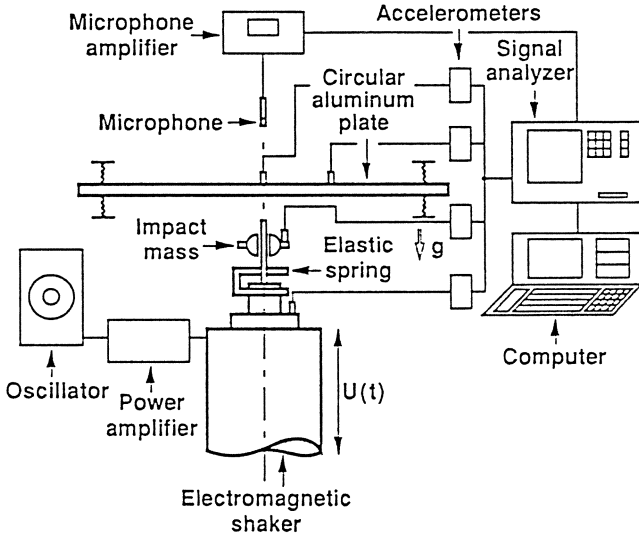 Microphone
amplifier
Accelerometers
Signal
analyzer
Circular
aluminum
plate
Microphone
Impact
mass
Elastic
spring
g
Computer
Oscillator
Power
amplifier
U(t)
Electromagnetic
shaker